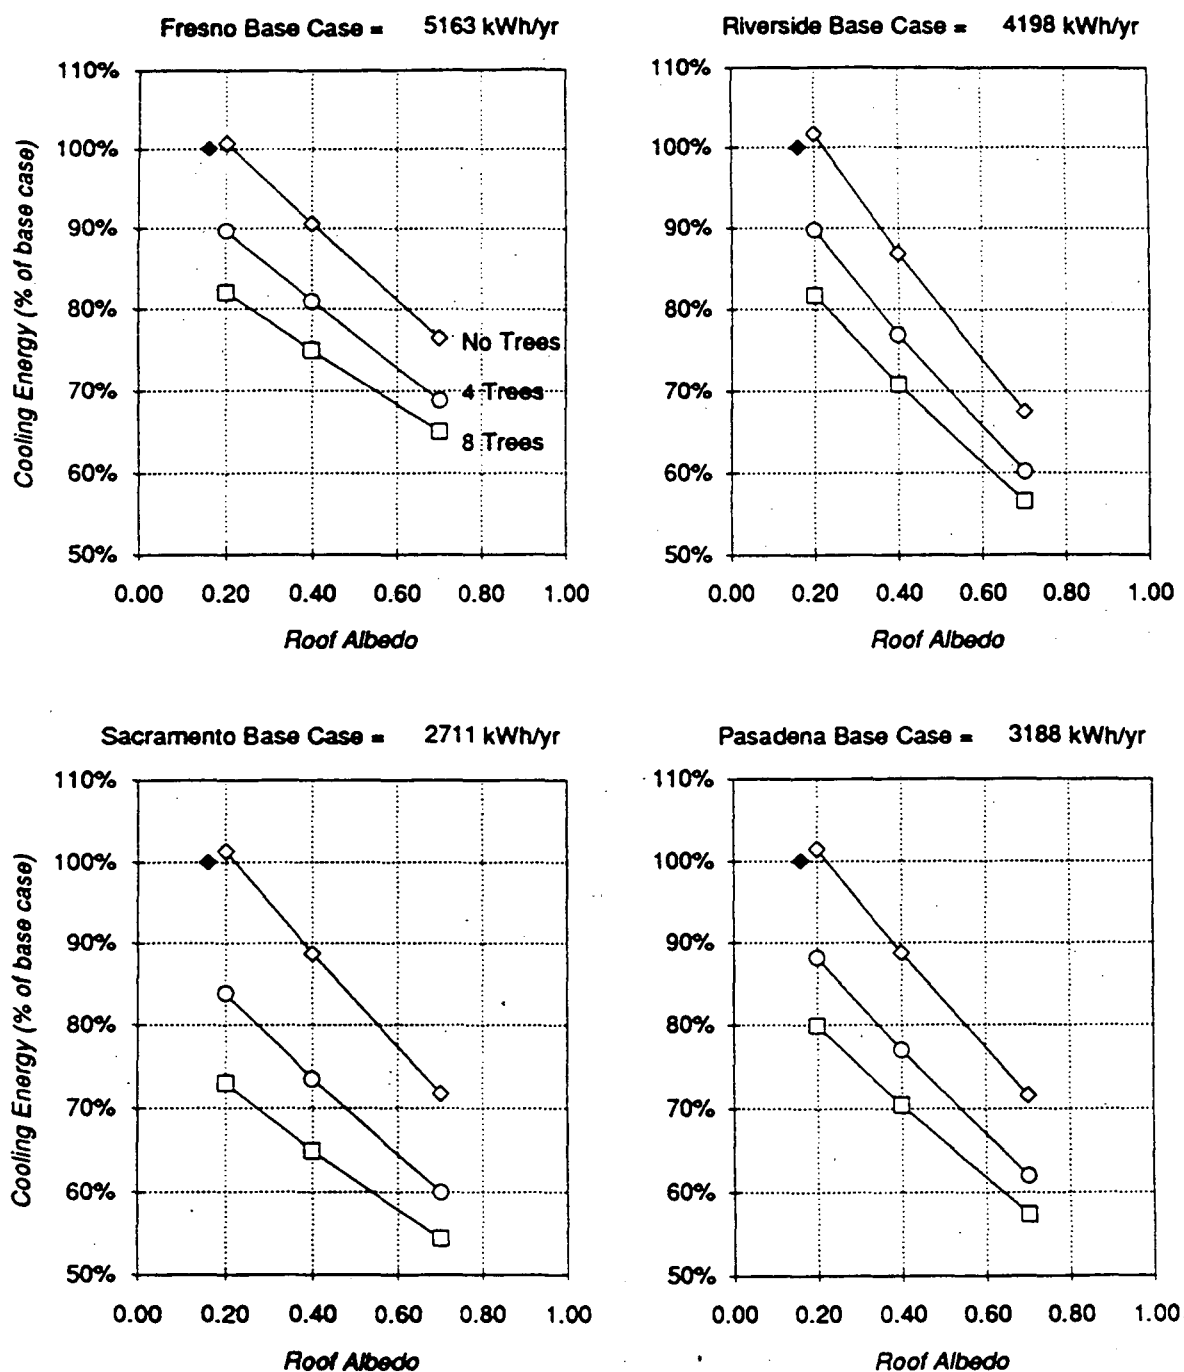 Fresno Base Case = 5163 kWh/yr
Cooling Energy (% of base case)
110%
100%
90%
80%
70%
60%
50%
No Trees
4 Trees
8 Trees
0.00 0.20 0.40 0.60 0.80 1.00
Roof Albedo
Riverside Base Case = 4198 kWh/yr
110%
100%
90%
80%
70%
60%
50%
0.00 0.20 0.40 0.60 0.80 1.00
Roof Albedo
Sacramento Base Case = 2711 kWh/yr
Cooling Energy (% of base case)
110%
100%
90%
80%
70%
60%
50%
0.00 0.20 0.40 0.60 0.80 1.00
Roof Albedo
Pasadena Base Case = 3188 kWh/yr
110%
100%
90%
80%
70%
60%
50%
0.00 0.20 0.40 0.60 0.80 1.00
Roof Albedo